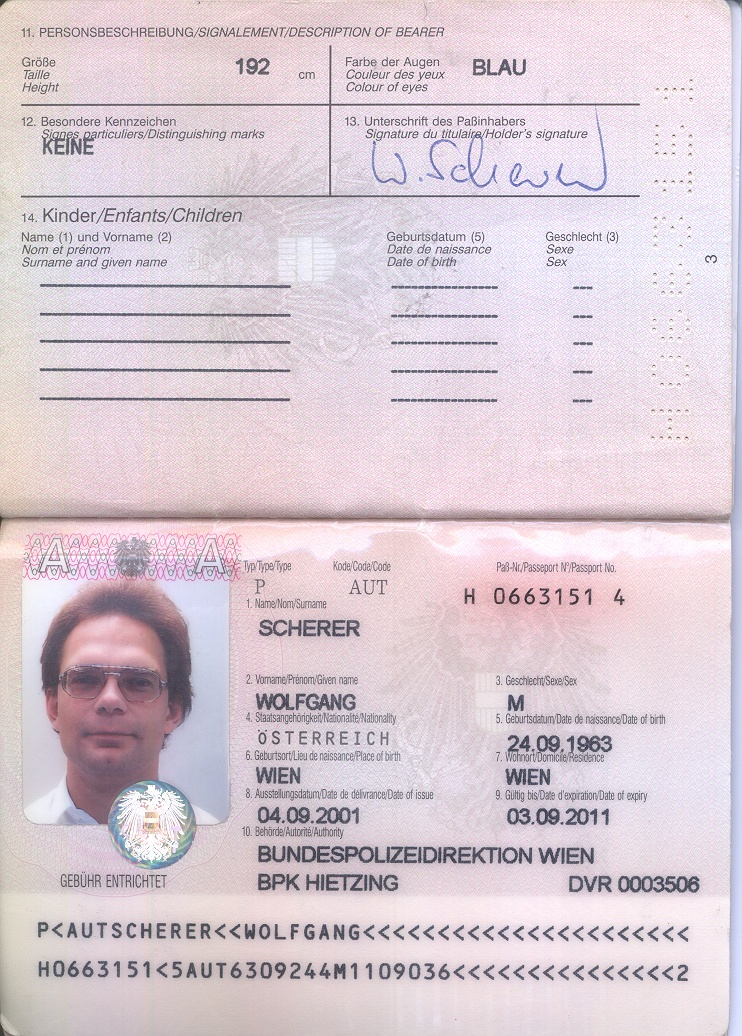 11. PERSONSBESCHREIBUNG/SIGNALEMENT/DESCRIPTION OF BEARER
Größe
Taille
Height
192 cm
Farbe der Augen
Couleur des yeux
Colour of eyes
BLAU
12. Besondere Kennzeichen
Signes particuliers/Distinguishing marks
KEINE
13. Unterschrift des Paßinhabers
Signature du titulaire/Holder's signature
W. Scherer
14. Kinder/Enfants/Children
Name (1) und Vorname (2)
Nom et prénom
Surname and given name
Geburtsdatum (5)
Date de naissance
Date of birth
Geschlecht (3)
Sexe
Sex
3
A A
Typ/Type/Type
P
Kode/Code/Code
AUT
Paß-Nr./Passeport N°/Passport No.
H 0663151 4
1. Name/Nom/Surname
SCHERER
2. Vorname/Prénom/Given name
WOLFGANG
3. Geschlecht/Sexe/Sex
M
4. Staatsangehörigkeit/Nationalité/Nationality
ÖSTERREICH
5. Geburtsdatum/Date de naissance/Date of birth
24.09.1963
6. Geburtsort/Lieu de naissance/Place of birth
WIEN
7. Wohnort/Domicile/Residence
WIEN
8. Ausstellungsdatum/Date de délivrance/Date of issue
04.09.2001
9. Gültig bis/Date d'expiration/Date of expiry
03.09.2011
10. Behörde/Autorité/Authority
BUNDESPOLIZEIDIREKTION WIEN
BPK HIETZING DVR 0003506
GEBÜHR ENTRICHTET
P<AUTSCHERER<<WOLFGANG<<<<<<<<<<<<<<<<<<<<<<
H0663151<5AUT6309244M1109036<<<<<<<<<<<<<<<2